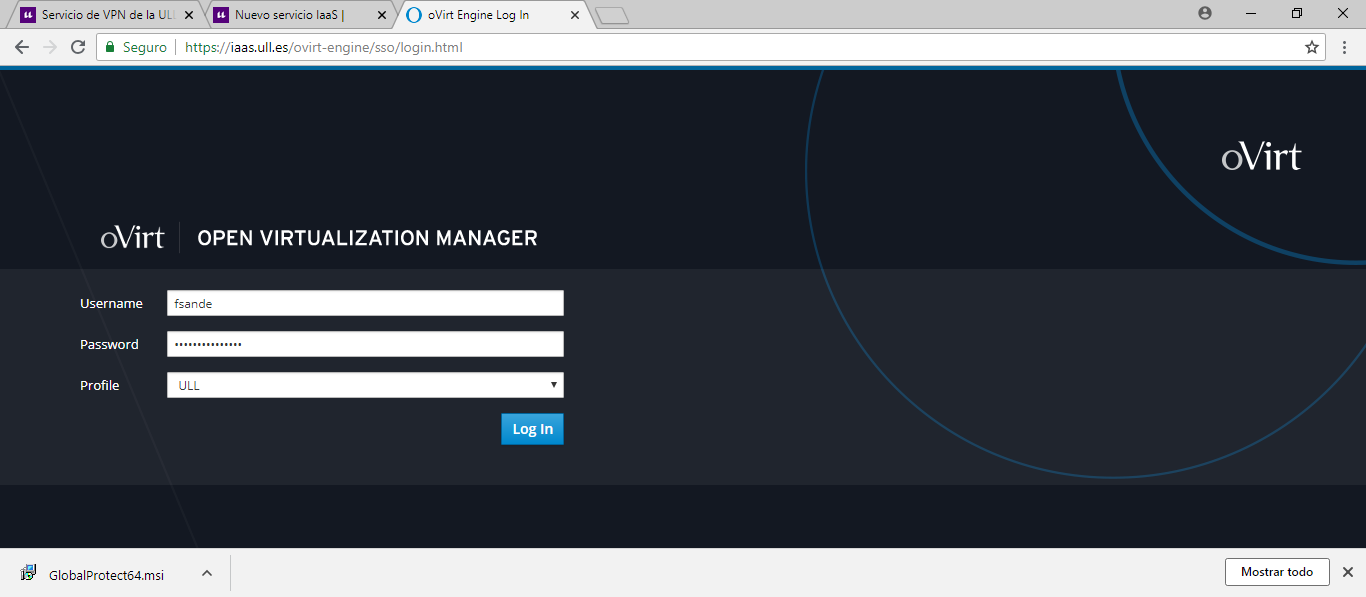 Servicio de VPN de la UL
Nuevo servicio IaaS |
oVirt Engine Log In
Seguro
https://iaas.ull.es/ovirt-engine/sso/login.html
oVirt
oVirt
OPEN VIRTUALIZATION MANAGER
Username
fsande
Password
•••••••••••••••
Profile
ULL
Log In
GlobalProtect64.msi
Mostrar todo